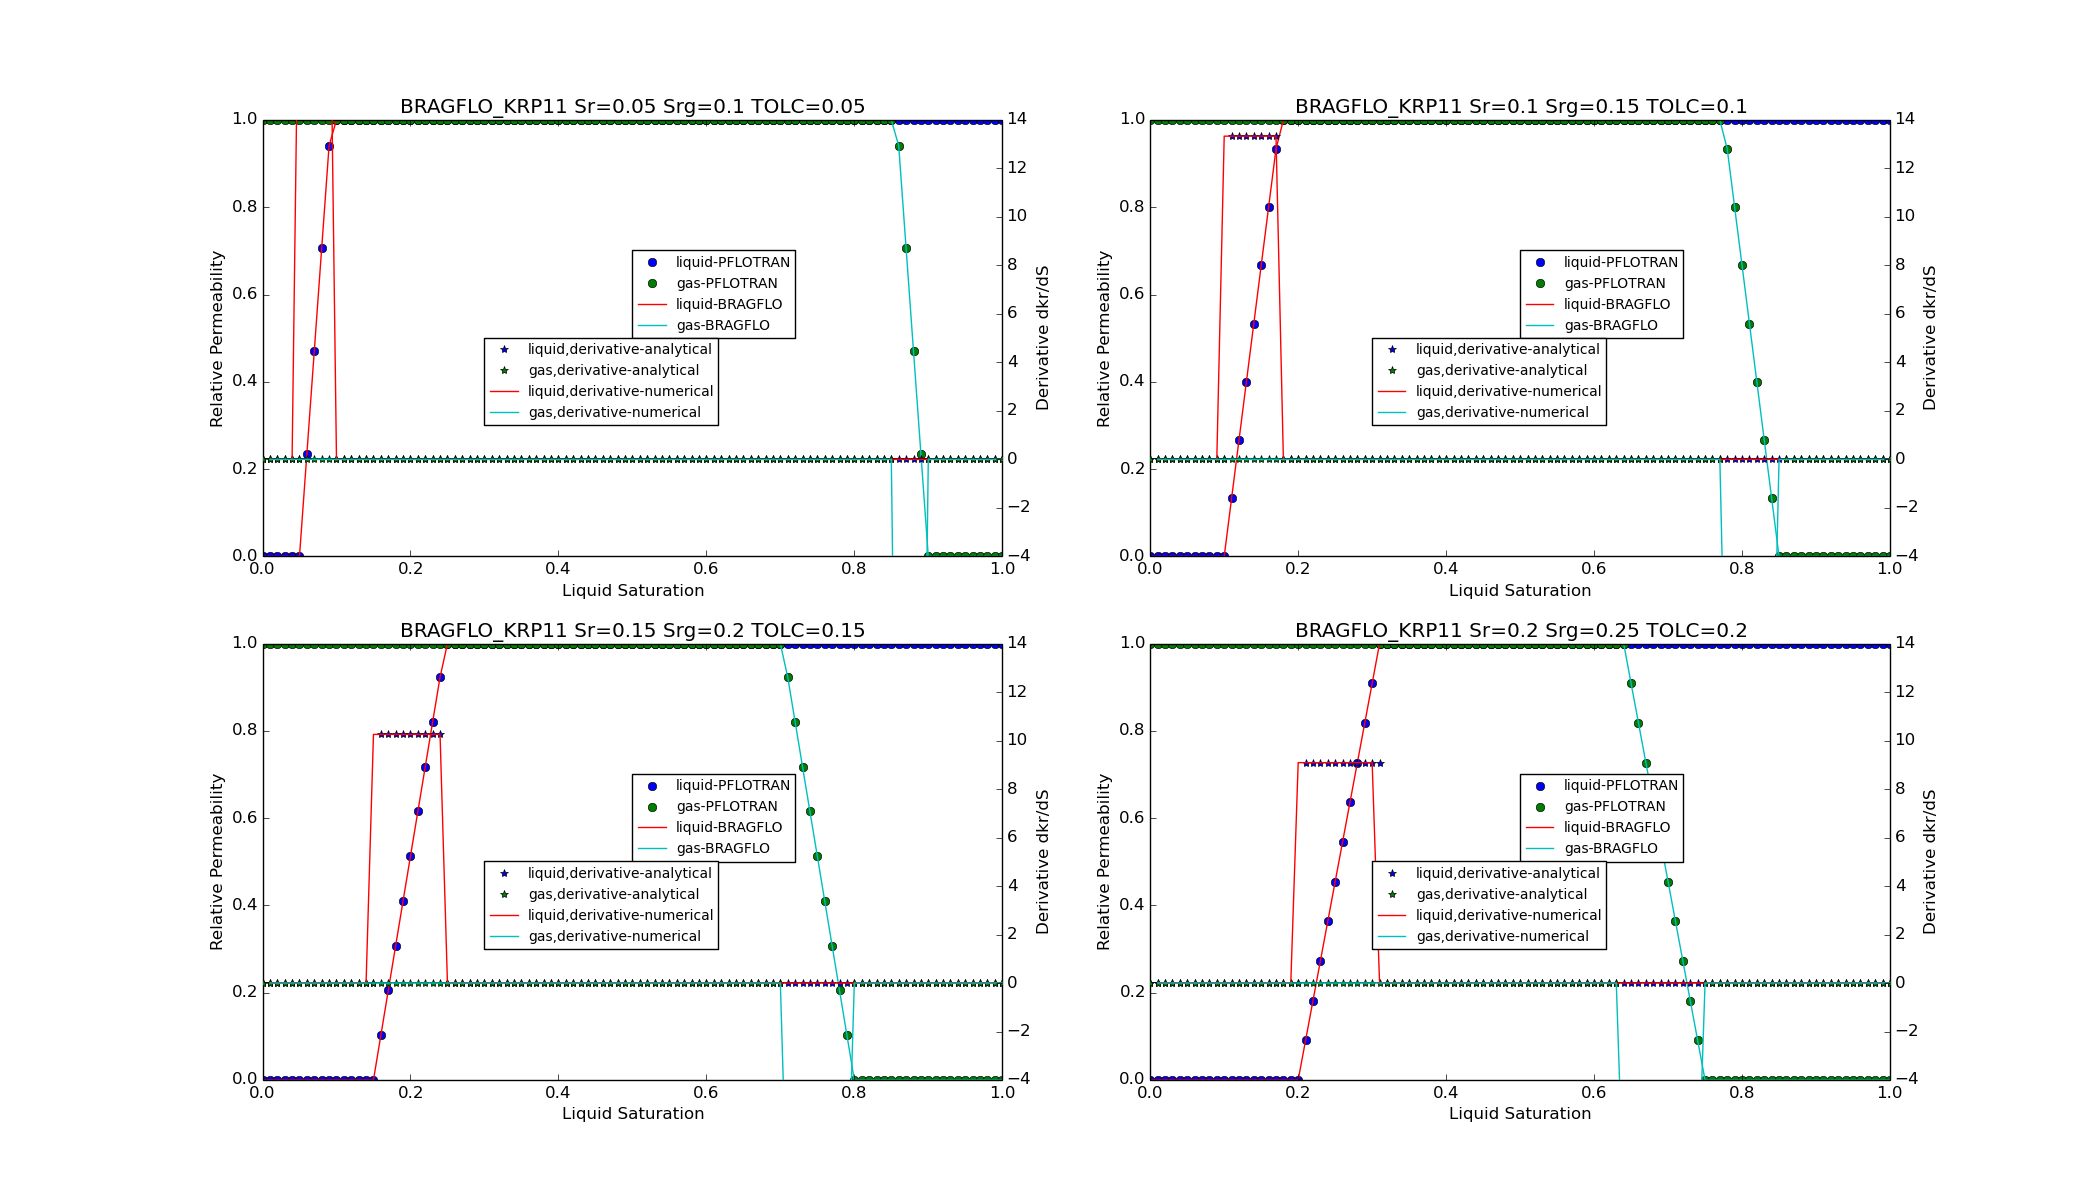 BRAGFLO_KRP11 Sr=0.05 Srg=0.1 TOLC=0.05
1.0
0.8
0.6
0.4
0.2
0.0
Relative Permeability
14
12
10
8
6
4
2
0
−2
−4
Derivative dkr/dS
liquid-PFLOTRAN
gas-PFLOTRAN
liquid-BRAGFLO
gas-BRAGFLO
liquid,derivative-analytical
gas,derivative-analytical
liquid,derivative-numerical
gas,derivative-numerical
0.0 0.2 0.4 0.6 0.8 1.0
Liquid Saturation
BRAGFLO_KRP11 Sr=0.1 Srg=0.15 TOLC=0.1
1.0
0.8
0.6
0.4
0.2
0.0
Relative Permeability
14
12
10
8
6
4
2
0
−2
−4
Derivative dkr/dS
liquid-PFLOTRAN
gas-PFLOTRAN
liquid-BRAGFLO
gas-BRAGFLO
liquid,derivative-analytical
gas,derivative-analytical
liquid,derivative-numerical
gas,derivative-numerical
0.0 0.2 0.4 0.6 0.8 1.0
Liquid Saturation
BRAGFLO_KRP11 Sr=0.15 Srg=0.2 TOLC=0.15
1.0
0.8
0.6
0.4
0.2
0.0
Relative Permeability
14
12
10
8
6
4
2
0
−2
−4
Derivative dkr/dS
liquid-PFLOTRAN
gas-PFLOTRAN
liquid-BRAGFLO
gas-BRAGFLO
liquid,derivative-analytical
gas,derivative-analytical
liquid,derivative-numerical
gas,derivative-numerical
0.0 0.2 0.4 0.6 0.8 1.0
Liquid Saturation
BRAGFLO_KRP11 Sr=0.2 Srg=0.25 TOLC=0.2
1.0
0.8
0.6
0.4
0.2
0.0
Relative Permeability
14
12
10
8
6
4
2
0
−2
−4
Derivative dkr/dS
liquid-PFLOTRAN
gas-PFLOTRAN
liquid-BRAGFLO
gas-BRAGFLO
liquid,derivative-analytical
gas,derivative-analytical
liquid,derivative-numerical
gas,derivative-numerical
0.0 0.2 0.4 0.6 0.8 1.0
Liquid Saturation